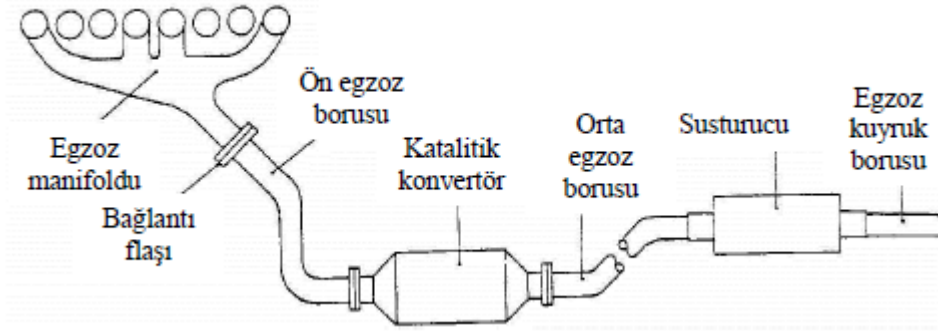 Ön egzoz
borusu
Egzoz
manifoldu
Bağlantı
flaşı
Katalitik
konvertör
Orta
egzoz
borusu
Susturucu
Egzoz
kuyruk
borusu